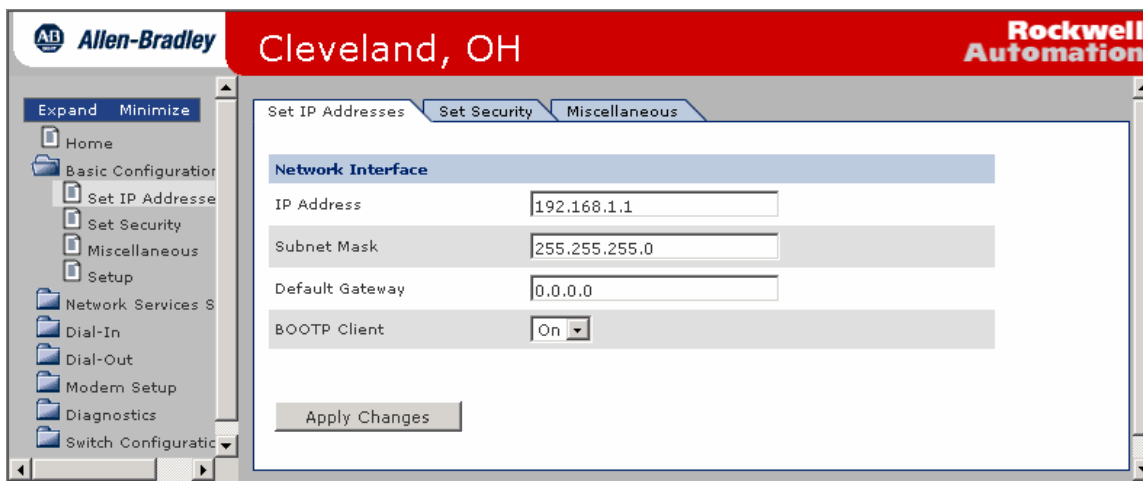 AB Allen-Bradley
Cleveland, OH
Rockwell
Automation
Expand Minimize
Home
Basic Configuration
Set IP Addresse
Set Security
Miscellaneous
Setup
Network Services S
Dial-In
Dial-Out
Modem Setup
Diagnostics
Switch Configuratio
Set IP Addresses Set Security Miscellaneous
Network Interface
IP Address 192.168.1.1
Subnet Mask 255.255.255.0
Default Gateway 0.0.0.0
BOOTP Client On
Apply Changes